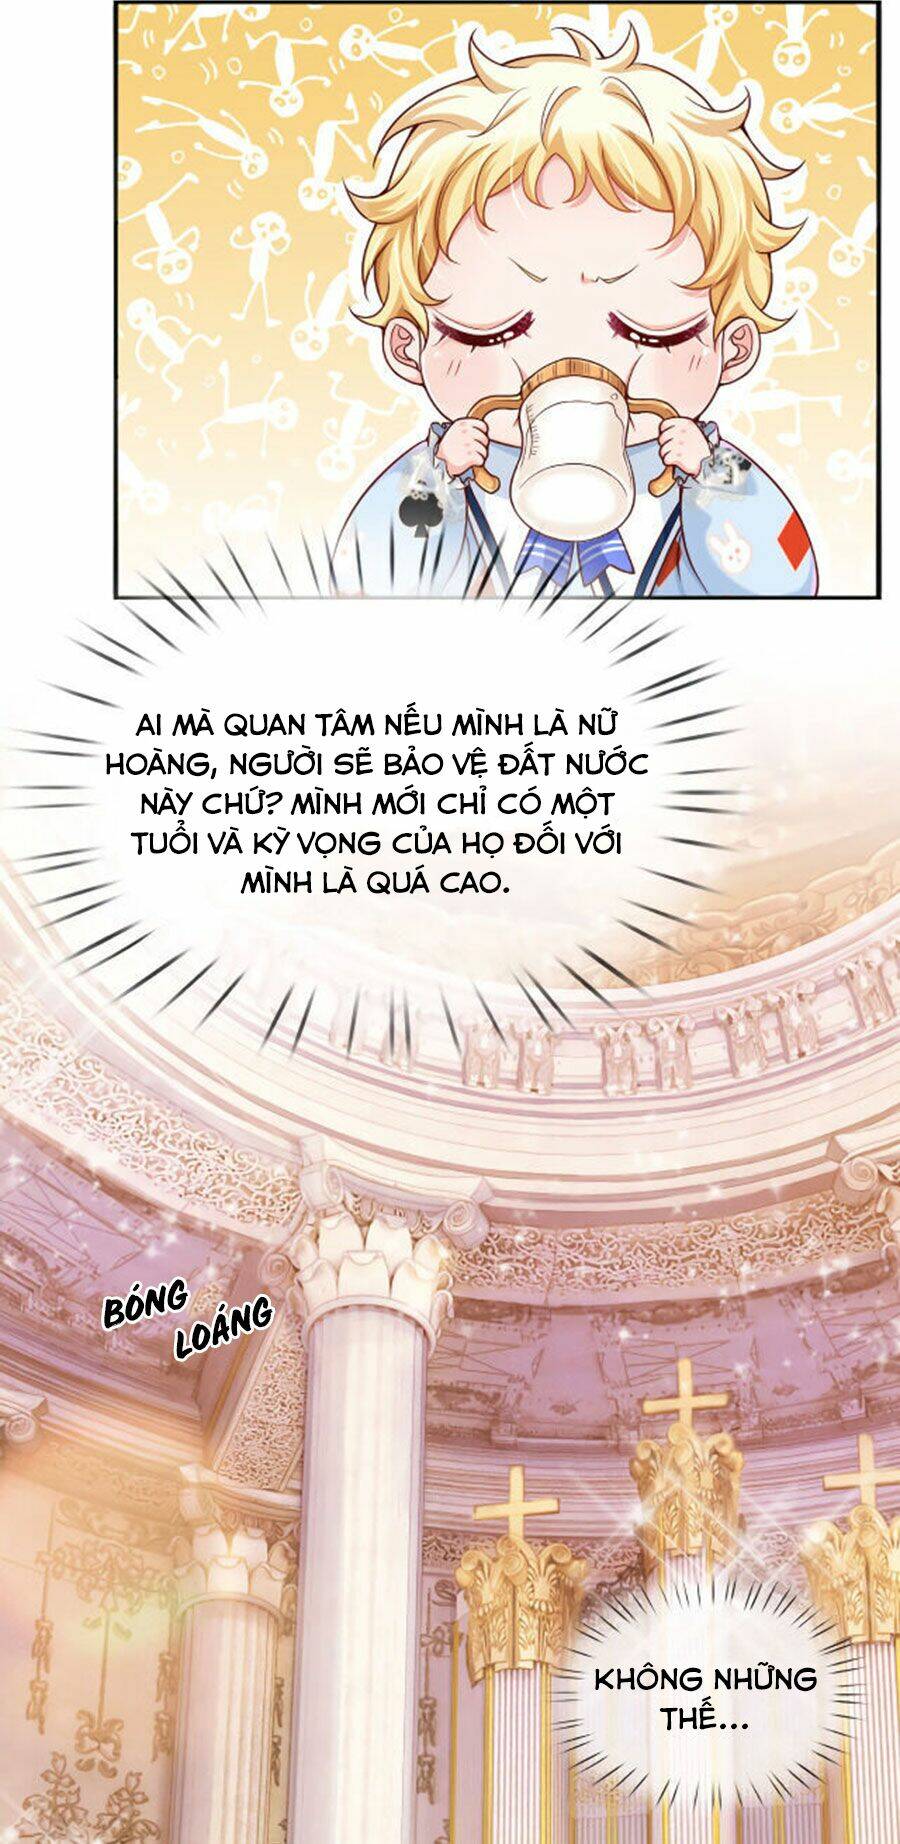 AI MÀ QUAN TÂM NẾU MÌNH LÀ NỮ
HOÀNG, NGƯỜI SẼ BẢO VỆ ĐẤT NƯỚC
NÀY CHỨ? MÌNH MỚI CHỈ CÓ MỘT
TUỔI VÀ KỲ VỌNG CỦA HỌ ĐỐI VỚI
MÌNH LÀ QUÁ CAO.
BÓNG
LOÁNG
KHÔNG NHỮNG
THẾ...